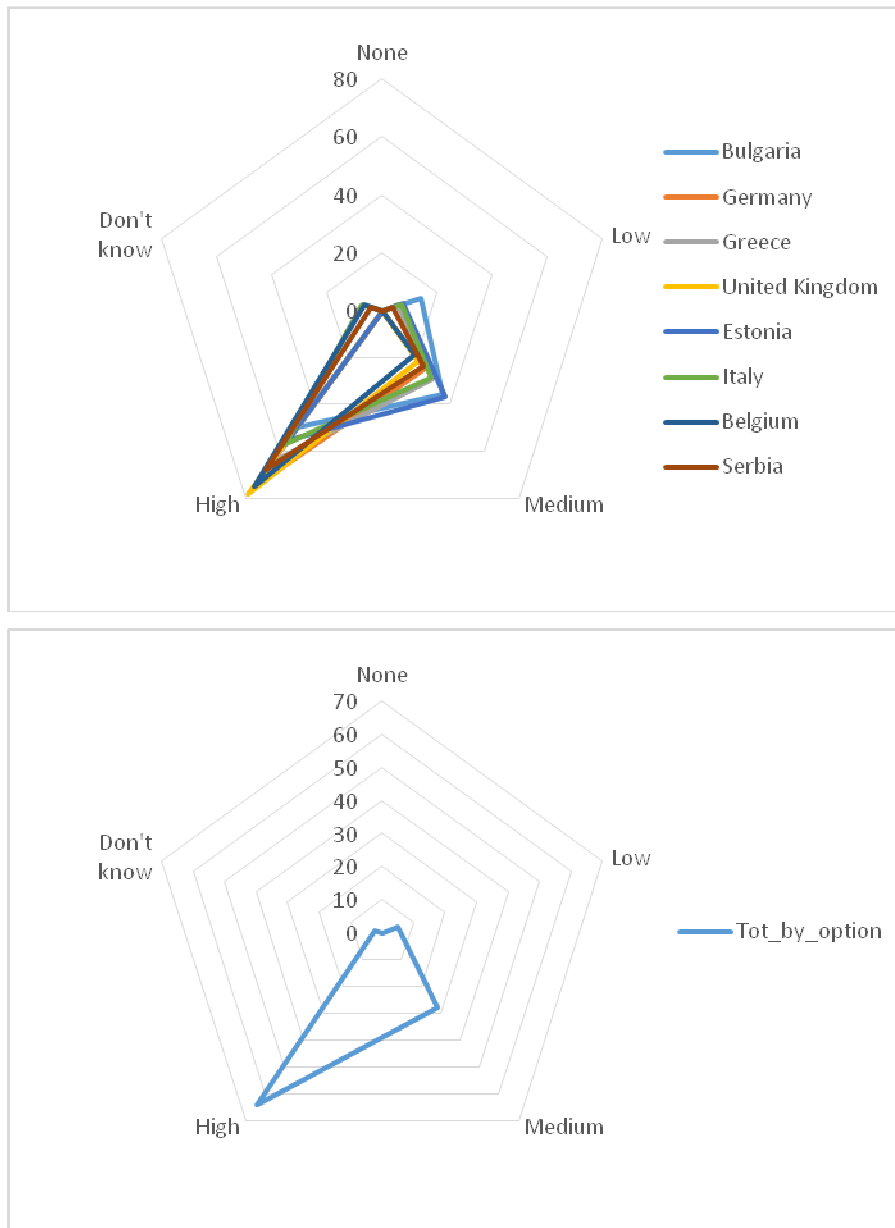 None
80
60
40
20
0
Don't
know
Low
High
Medium
Bulgaria
Germany
Greece
United Kingdom
Estonia
Italy
Belgium
Serbia
None
70
60
50
40
30
20
10
0
Don't
know
Low
High
Medium
Tot_by_option